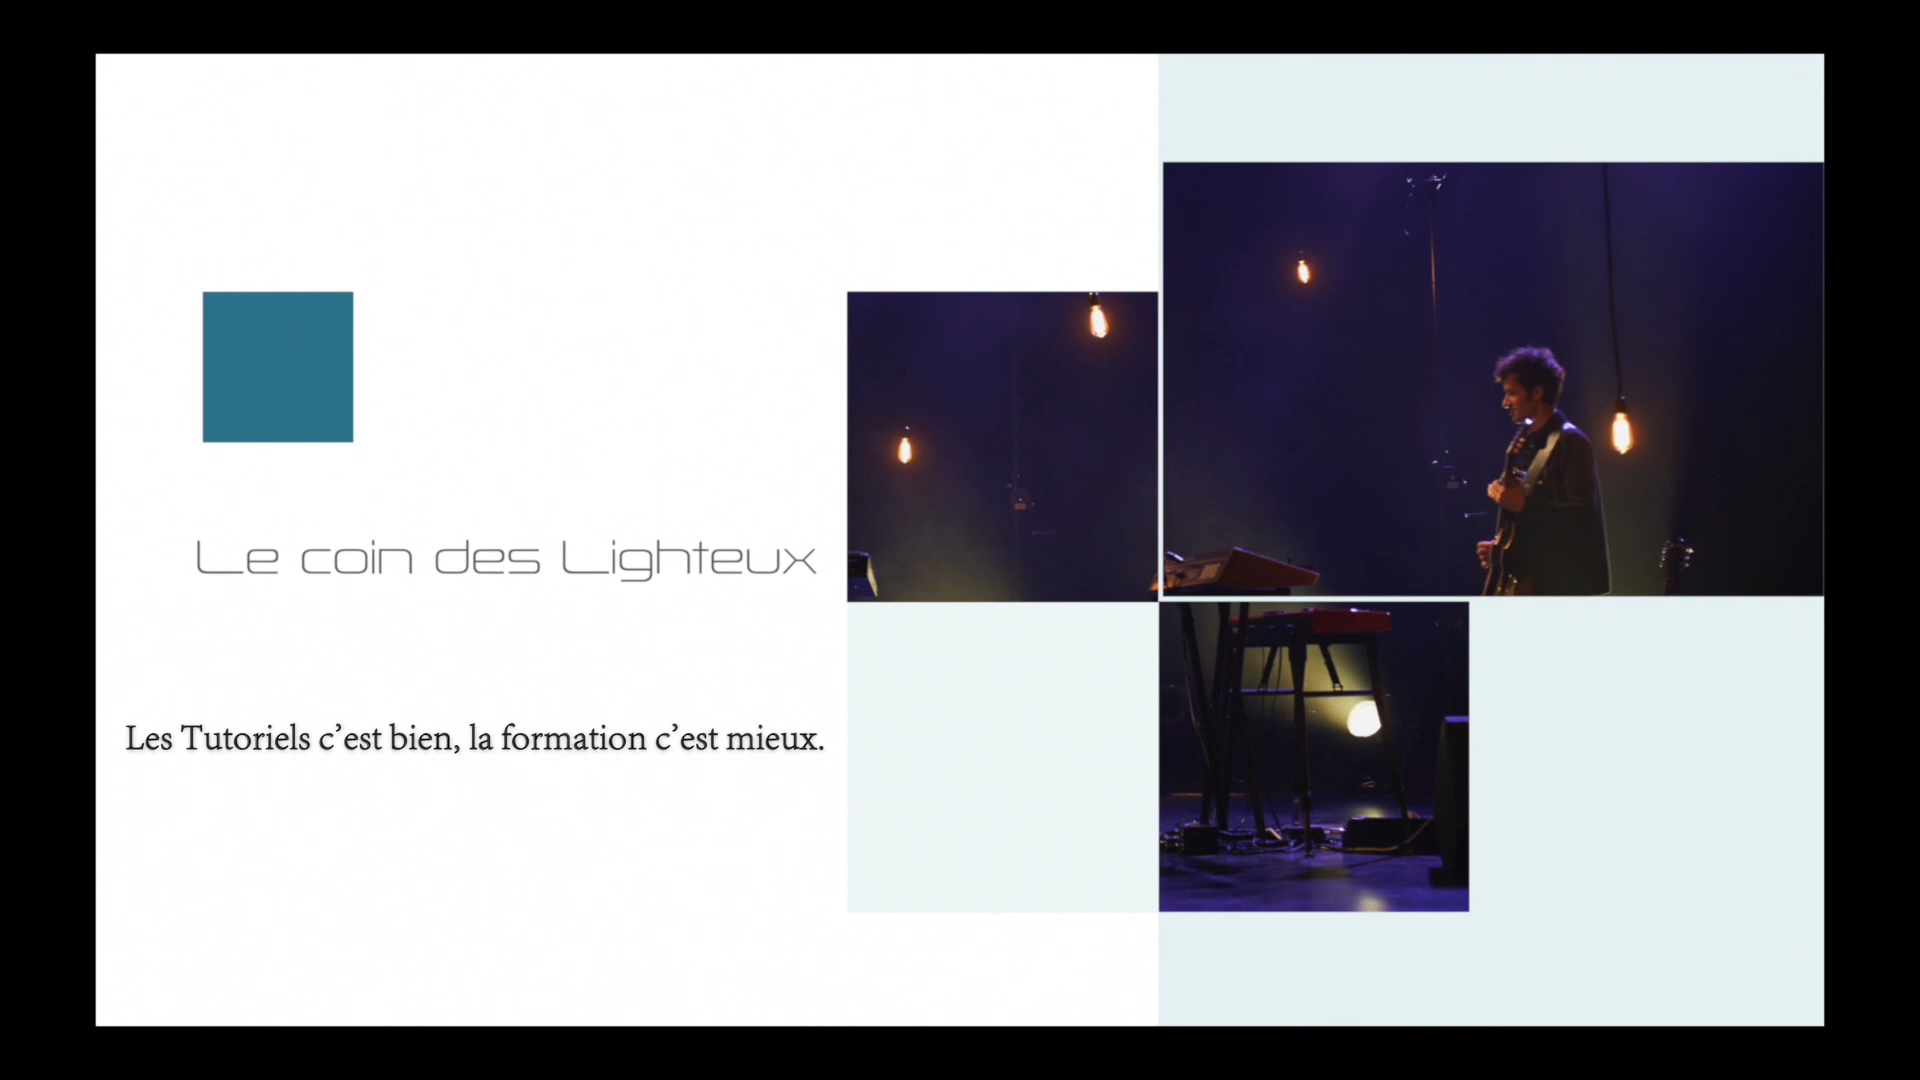 Le coin des Lighteux
Les Tutoriels c’est bien, la formation c’est mieux.